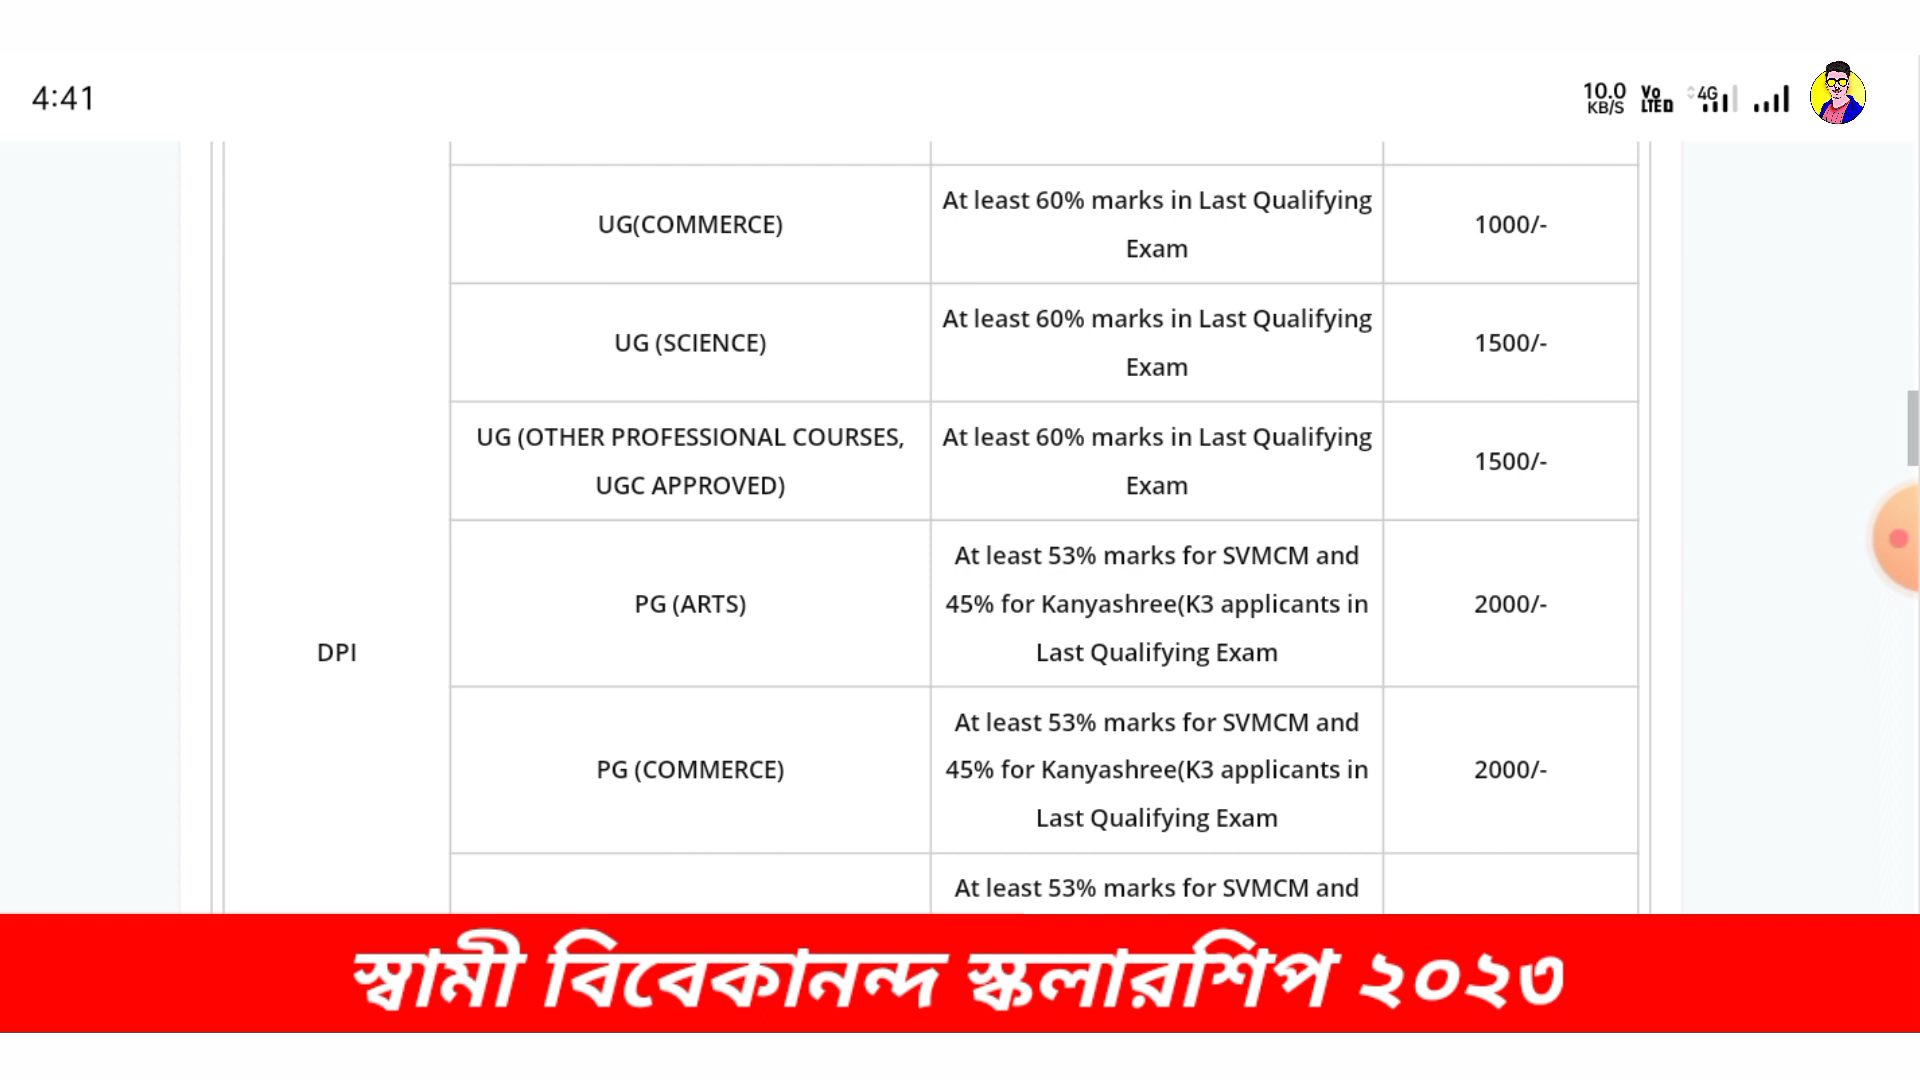 4:41
10.0
KB/S
Vo
LTED
4G
UG(COMMERCE)
At least 60% marks in Last Qualifying
Exam
1000/-
UG (SCIENCE)
At least 60% marks in Last Qualifying
Exam
1500/-
UG (OTHER PROFESSIONAL COURSES,
UGC APPROVED)
At least 60% marks in Last Qualifying
Exam
1500/-
DPI
PG (ARTS)
At least 53% marks for SVMCM and
45% for Kanyashree(K3 applicants in
Last Qualifying Exam
2000/-
PG (COMMERCE)
At least 53% marks for SVMCM and
45% for Kanyashree(K3 applicants in
Last Qualifying Exam
2000/-
At least 53% marks for SVMCM and
স্বামী বিবেকানন্দ স্কলারশিপ ২০২৩